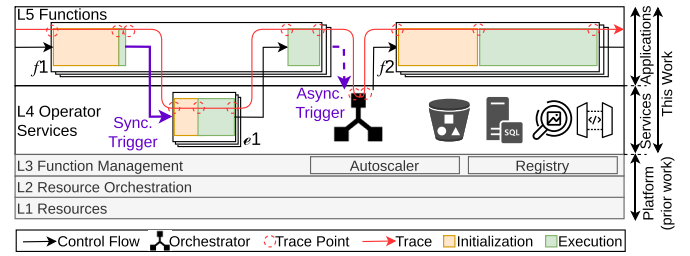 L5 Functions
f1
f2
L4 Operator
Services
Sync.
Trigger
e1
Async.
Trigger
SQL
</>
L3 Function Management
Autoscaler
Registry
L2 Resource Orchestration
L1 Resources
Applications
Services
This Work
Platform
(prior work)
Control Flow
Orchestrator
Trace Point
Trace
Initialization
Execution